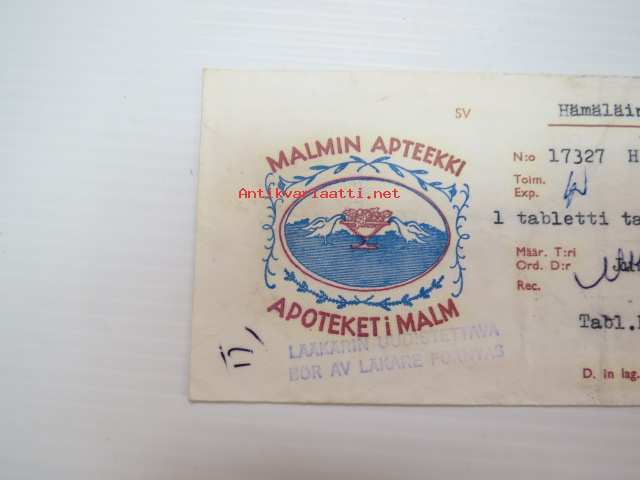 SV
Hämäläin
MALMIN APTEEKKI
N:o 17327 H
Toim.
Exp.
Antikvariaatti.net
1 tabletti ta
Määr. T:ri
Ord. D:r
Rec.
APOTEKET i MALM
Tabl.
LÄÄKÄRIN UUDISTETTAVA
BÖR AV LÄKARE FÖRNYAS
D. in lag.